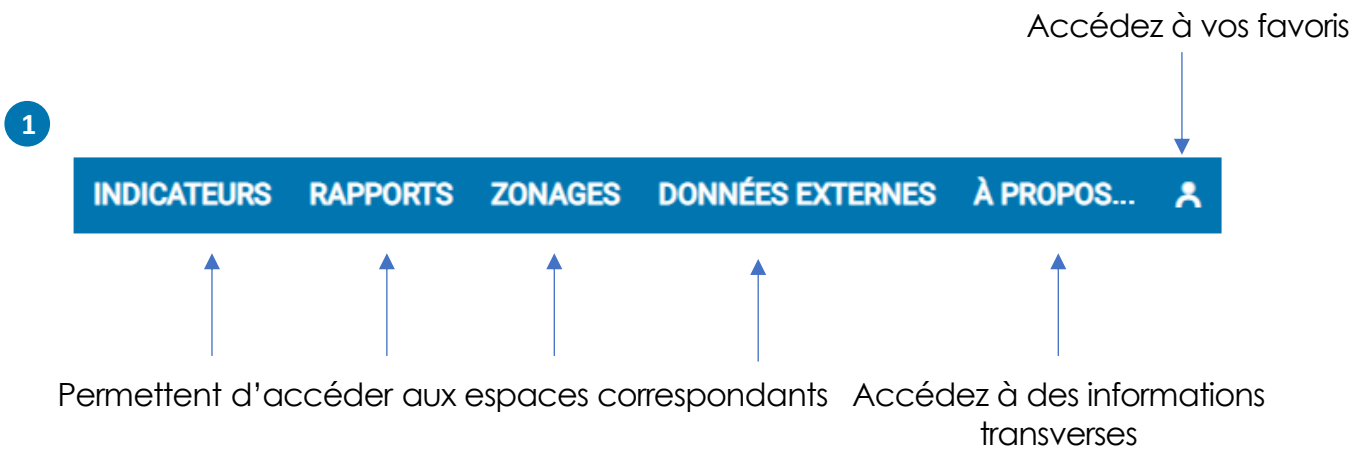 Accédez à vos favoris
1
INDICATEURS RAPPORTS ZONAGES DONNÉES EXTERNES À PROPOS...
Permettent d’accéder aux espaces correspondants Accédez à des informations
transverses